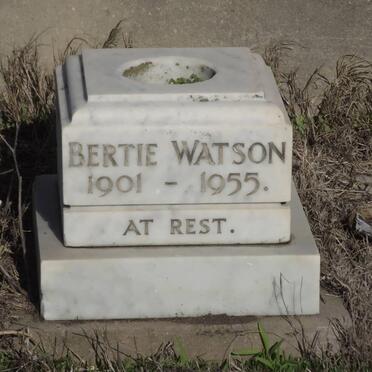 BERTIE WATSON
1901 - 1955.
AT REST.